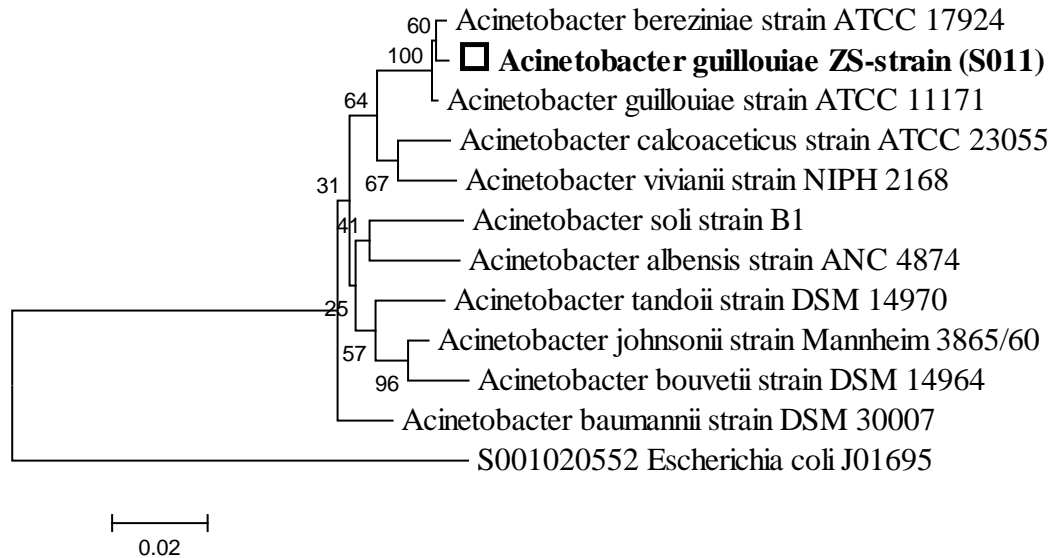 Acinetobacter bereziniae strain ATCC 17924
60
Acinetobacter guillouiae ZS-strain (S011)
100
Acinetobacter guillouiae strain ATCC 11171
64
Acinetobacter calcoaceticus strain ATCC 23055
67
Acinetobacter vivianii strain NIPH 2168
31
Acinetobacter soli strain B1
41
Acinetobacter albensis strain ANC 4874
Acinetobacter tandoii strain DSM 14970
25
Acinetobacter johnsonii strain Mannheim 3865/60
57
Acinetobacter bouvetii strain DSM 14964
96
Acinetobacter baumannii strain DSM 30007
S001020552 Escherichia coli J01695
0.02